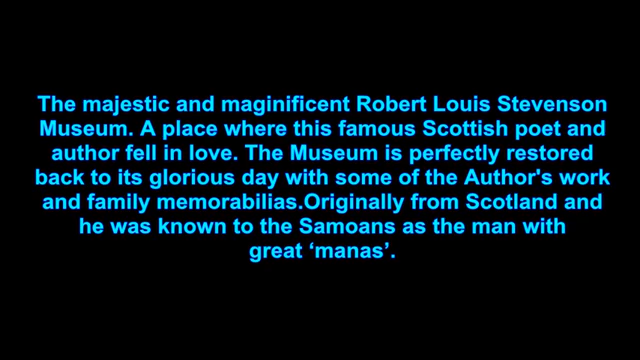 The majestic and maginificent Robert Louis Stevenson
Museum. A place where this famous Scottish poet and
author fell in love. The Museum is perfectly restored
back to its glorious day with some of the Author's work
and family memorabilias.Originally from Scotland and
he was known to the Samoans as the man with
great ‘manas’.